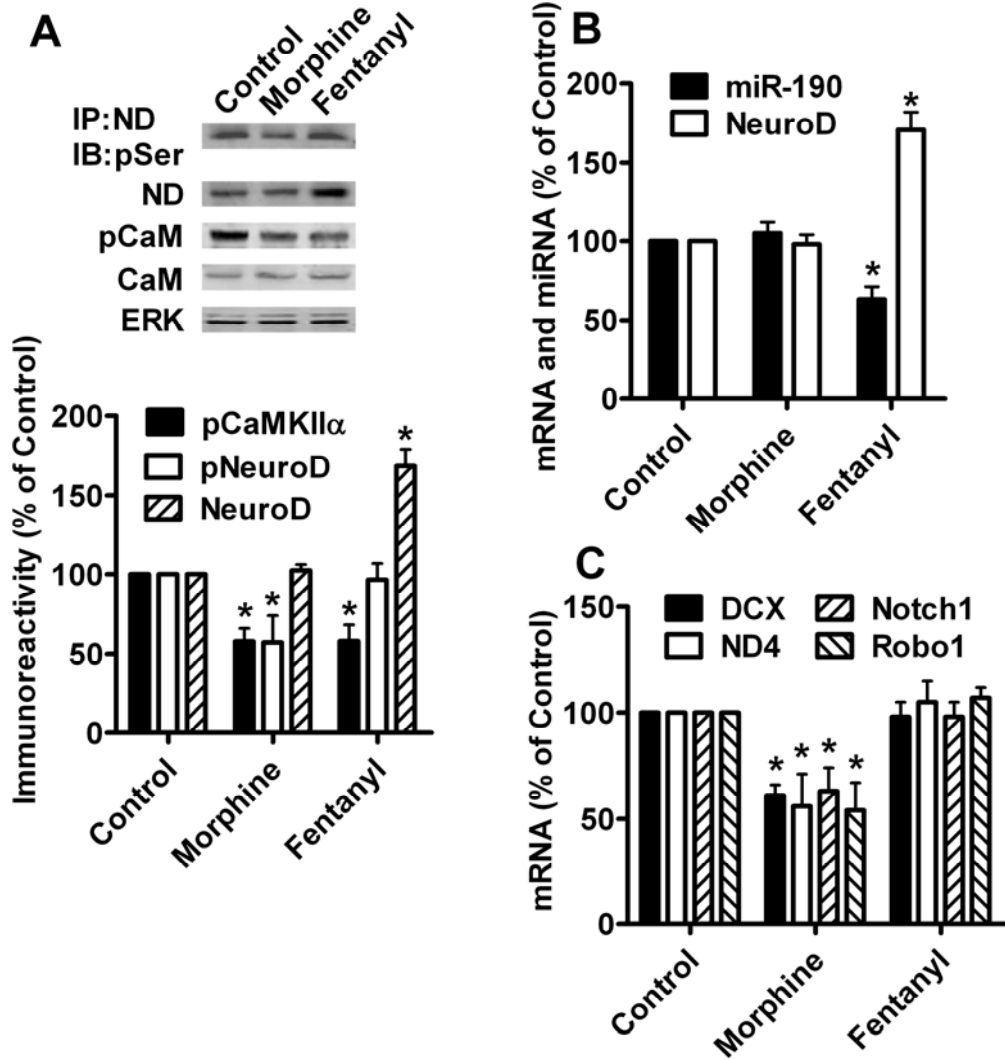 A
Control
Morphine
Fentanyl
IP:ND
IB:pSer
ND
pCaM
CaM
ERK
Immunoreactivity (% of Control)
200
150
100
50
0
pCaMKIIα
pNeuroD
NeuroD
* * * *
Control
Morphine
Fentanyl
B
mRNA and miRNA (% of Control)
200
150
100
50
0
miR-190
NeuroD
* *
Control
Morphine
Fentanyl
C
mRNA (% of Control)
150
100
50
0
DCX Notch1
ND4 Robo1
* * * *
Control
Morphine
Fentanyl